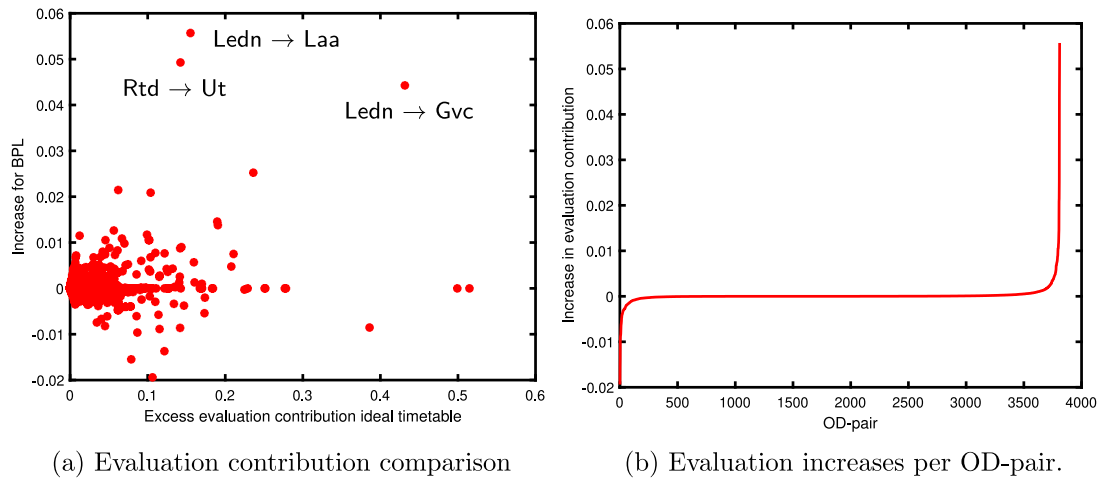 0.06
0.05
0.04
0.03
0.02
0.01
0
-0.01
-0.02
Increase for BPL
Ledn → Laa
Rtd → Ut
Ledn → Gvc
0 0.1 0.2 0.3 0.4 0.5 0.6
Excess evaluation contribution ideal timetable
(a) Evaluation contribution comparison
0.06
0.05
0.04
0.03
0.02
0.01
0
-0.01
-0.02
Increase in evaluation contribution
0 500 1000 1500 2000 2500 3000 3500 4000
OD-pair
(b) Evaluation increases per OD-pair.